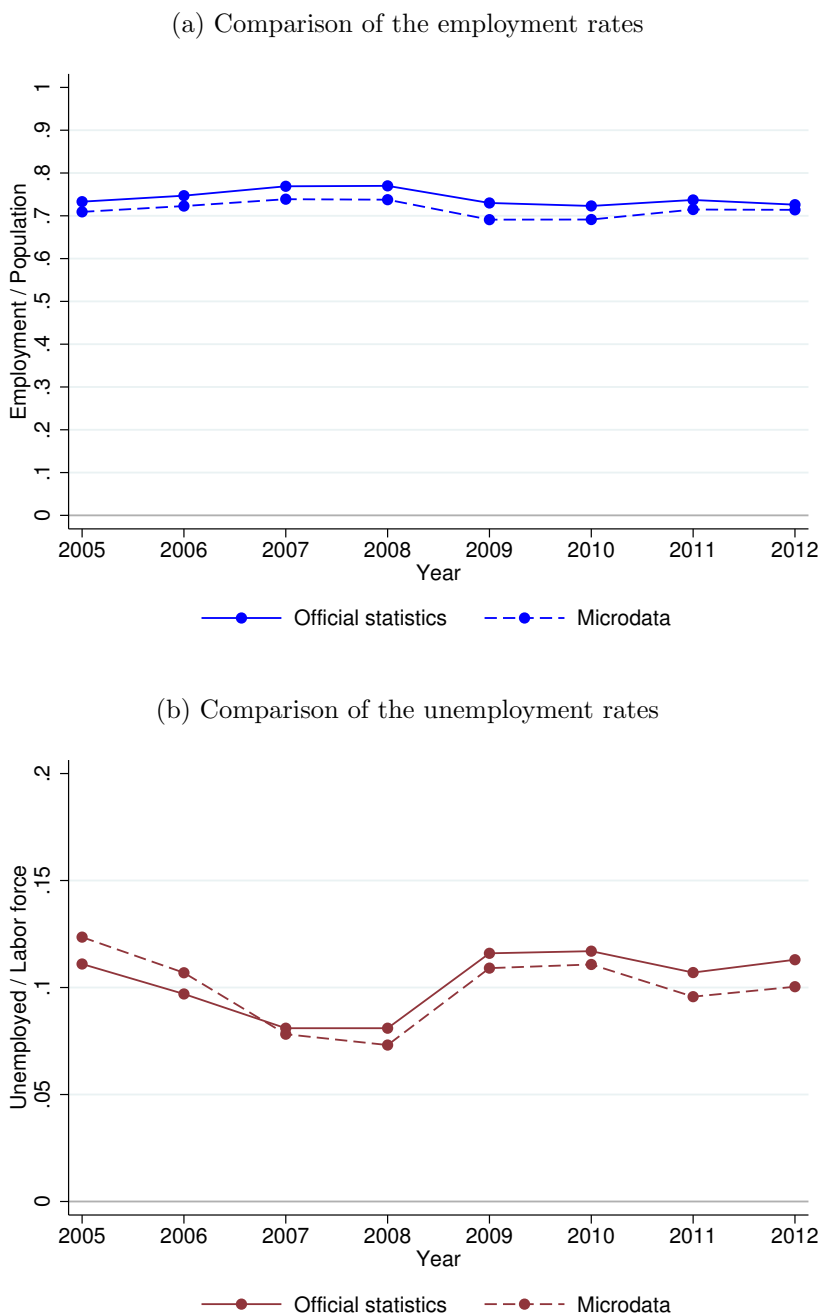 (a) Comparison of the employment rates
Employment / Population
1
.9
.8
.7
.6
.5
.4
.3
.2
.1
0
2005 2006 2007 2008 2009 2010 2011 2012
Year
Official statistics Microdata
(b) Comparison of the unemployment rates
Unemployed / Labor force
.2
.15
.1
.05
0
2005 2006 2007 2008 2009 2010 2011 2012
Year
Official statistics Microdata